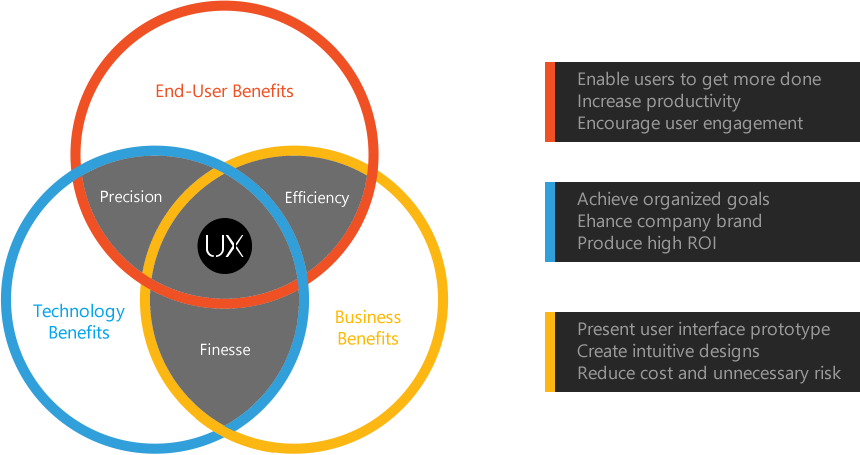 End-User Benefits
Precision
Efficiency
UX
Technology
Benefits
Business
Benefits
Finesse
Enable users to get more done
Increase productivity
Encourage user engagement
Achieve organized goals
Ehance company brand
Produce high ROI
Present user interface prototype
Create intuitive designs
Reduce cost and unnecessary risk